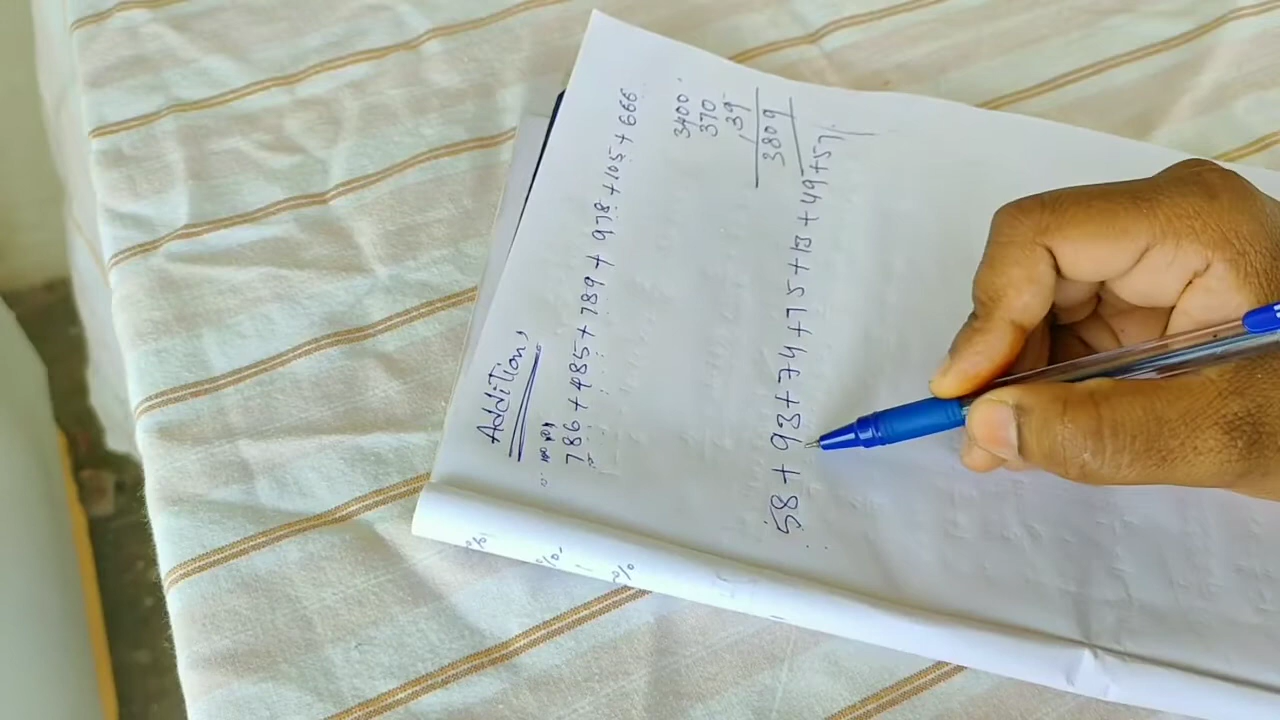 Addition,
786 + 485 + 789 + 978 + 105 + 666
3400
370
39
3809
58 + 93 + 74 + 75 + 13 + 49 + 57
%
%
%